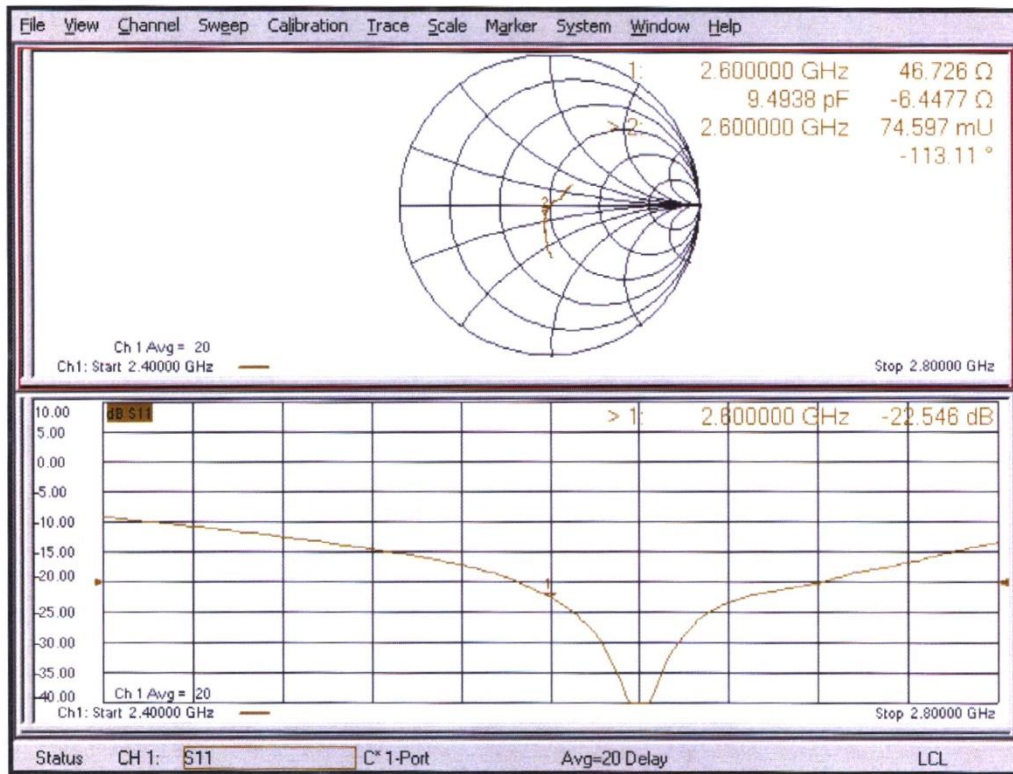 File View Channel Sweep Calibration Trace Scale Marker System Window Help
1: 2.600000 GHz 46.726 Ω
9.4938 pF -6.4477 Ω
> 2: 2.600000 GHz 74.597 mU
-113.11 °
2
Ch 1 Avg = 20
Ch1: Start 2.40000 GHz Stop 2.80000 GHz
10.00 dB S11 > 1: 2.600000 GHz -22.546 dB
5.00
0.00
-5.00
-10.00
-15.00
-20.00
1
-25.00
-30.00
-35.00
-40.00
Ch 1 Avg = 20
Ch1: Start 2.40000 GHz Stop 2.80000 GHz
Status CH 1: S11 C* 1-Port Avg=20 Delay LCL